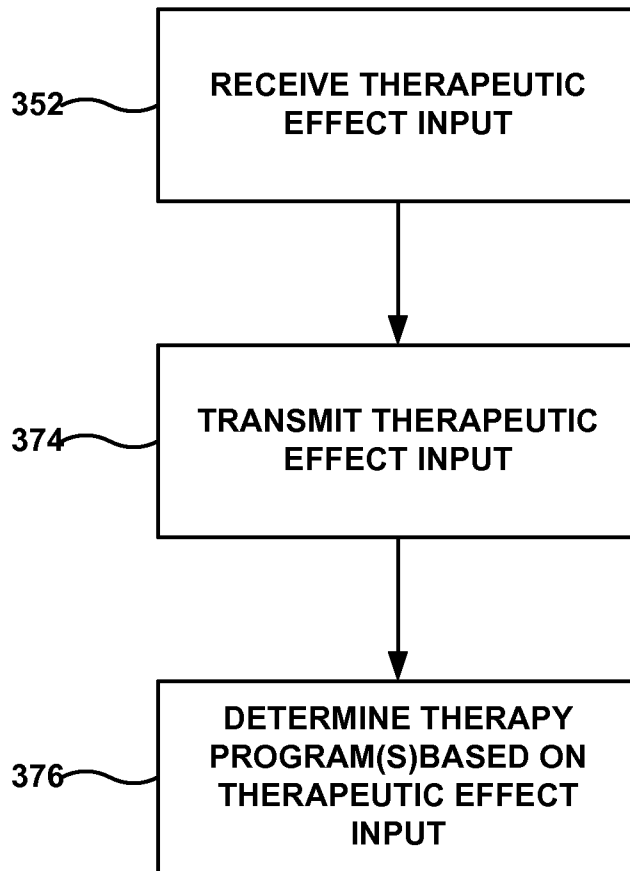 352
RECEIVE THERAPEUTIC
EFFECT INPUT
374
TRANSMIT THERAPEUTIC
EFFECT INPUT
376
DETERMINE THERAPY
PROGRAM(S)BASED ON
THERAPEUTIC EFFECT
INPUT